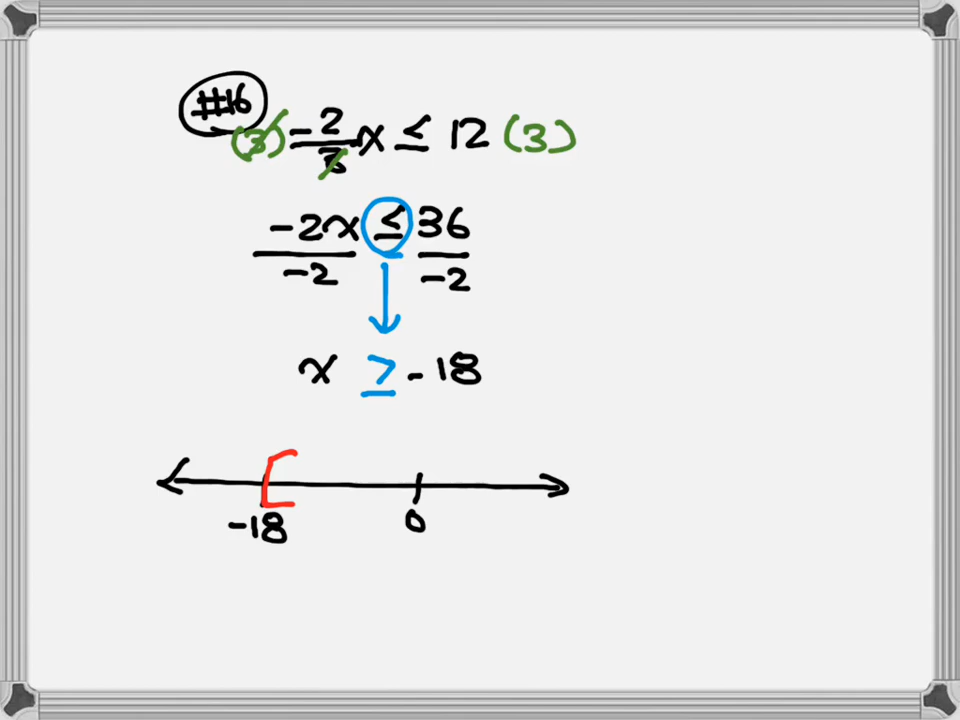 #16
(3) -2/3 x ≤ 12 (3)
-2x ≤ 36
-2 -2
x ≥ -18
-18 0